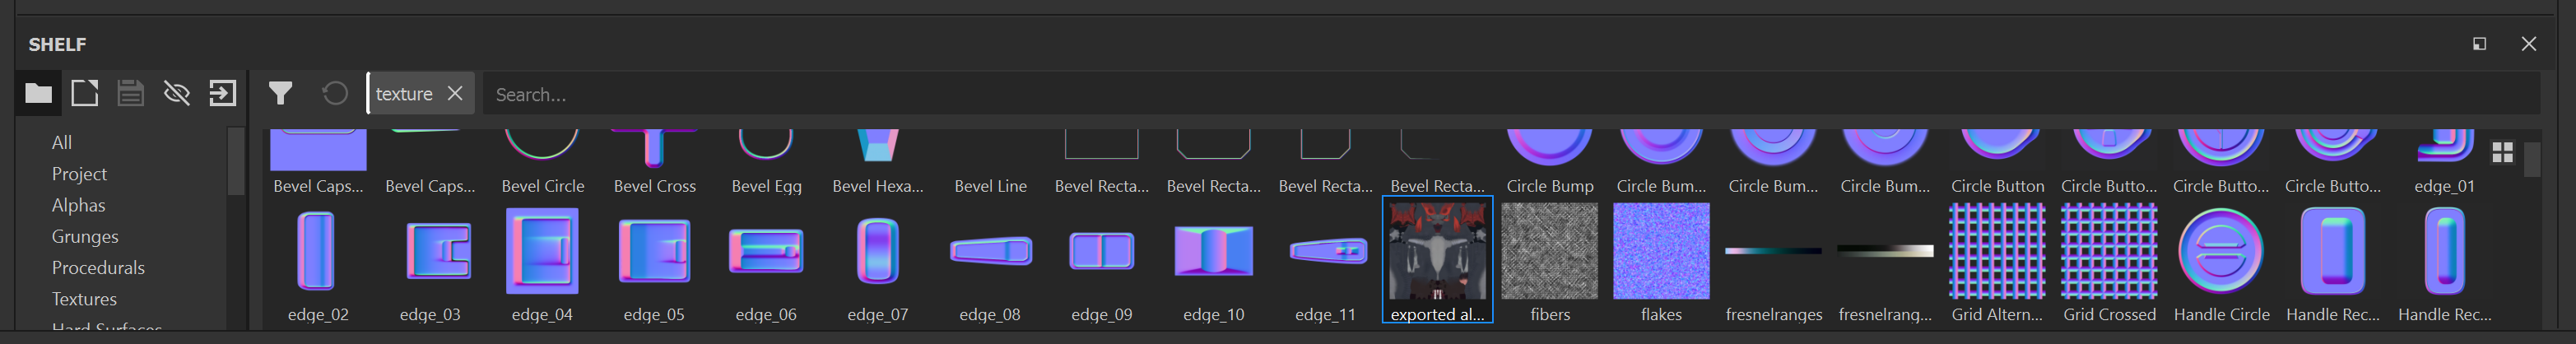 SHELF
texture
Search...
All
Project
Alphas
Grunges
Procedurals
Textures
Hard Surfaces
Bevel Caps... Bevel Caps... Bevel Circle Bevel Cross Bevel Egg Bevel Hexa... Bevel Line Bevel Recta... Bevel Recta... Bevel Recta... Bevel Recta... Circle Bump Circle Bum... Circle Bum... Circle Bum... Circle Button Circle Butto... Circle Butto... Circle Butto... edge_01
edge_02 edge_03 edge_04 edge_05 edge_06 edge_07 edge_08 edge_09 edge_10 edge_11 exported al... fibers flakes fresnelranges fresnelrang... Grid Altern... Grid Crossed Handle Circle Handle Rec... Handle Rec...